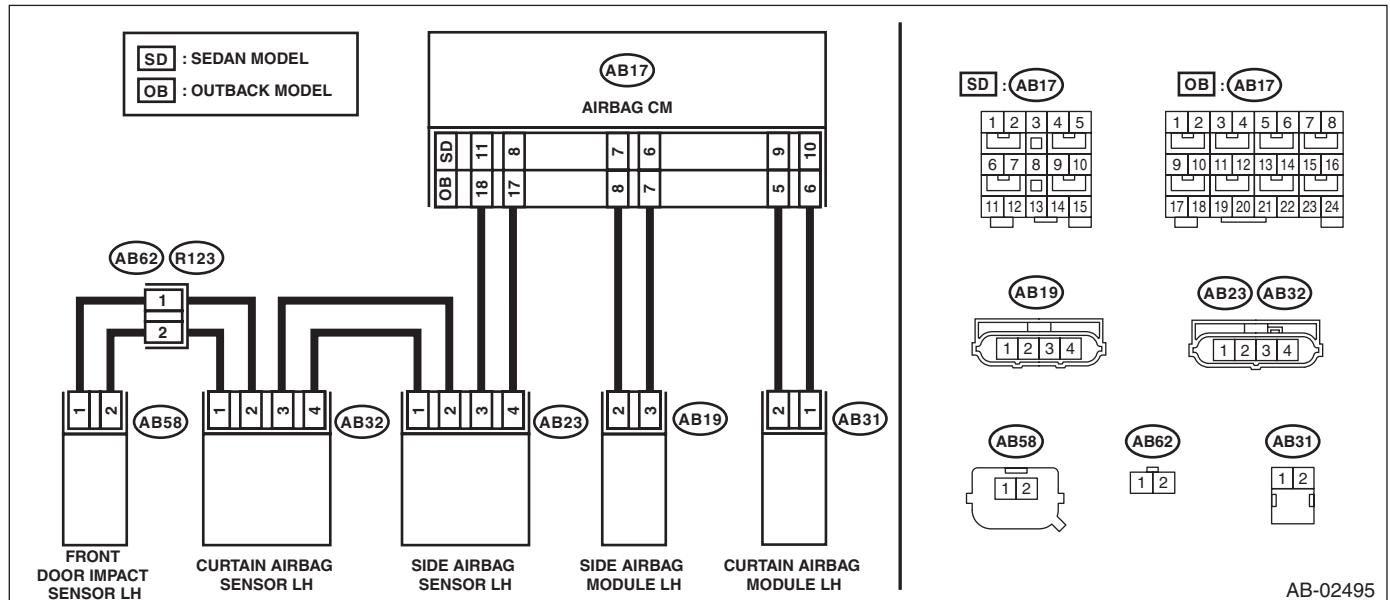 SD : SEDAN MODEL
OB : OUTBACK MODEL
AB17
AIRBAG CM
SD 11 8 7 6 9 10
OB 18 17 8 7 5 6
AB62 R123
1
2
1 2 AB58
1 2 3 4 AB32
1 2 3 4 AB23
2 3 AB19
2 1 AB31
FRONT
DOOR IMPACT
SENSOR LH
CURTAIN AIRBAG
SENSOR LH
SIDE AIRBAG
SENSOR LH
SIDE AIRBAG
MODULE LH
CURTAIN AIRBAG
MODULE LH
SD : AB17
1 2 3 4 5
6 7 8 9 10
11 12 13 14 15
OB : AB17
1 2 3 4 5 6 7 8
9 10 11 12 13 14 15 16
17 18 19 20 21 22 23 24
AB19
1 2 3 4
AB23 AB32
1 2 3 4
AB58
1 2
AB62
1 2
AB31
1 2
AB-02495